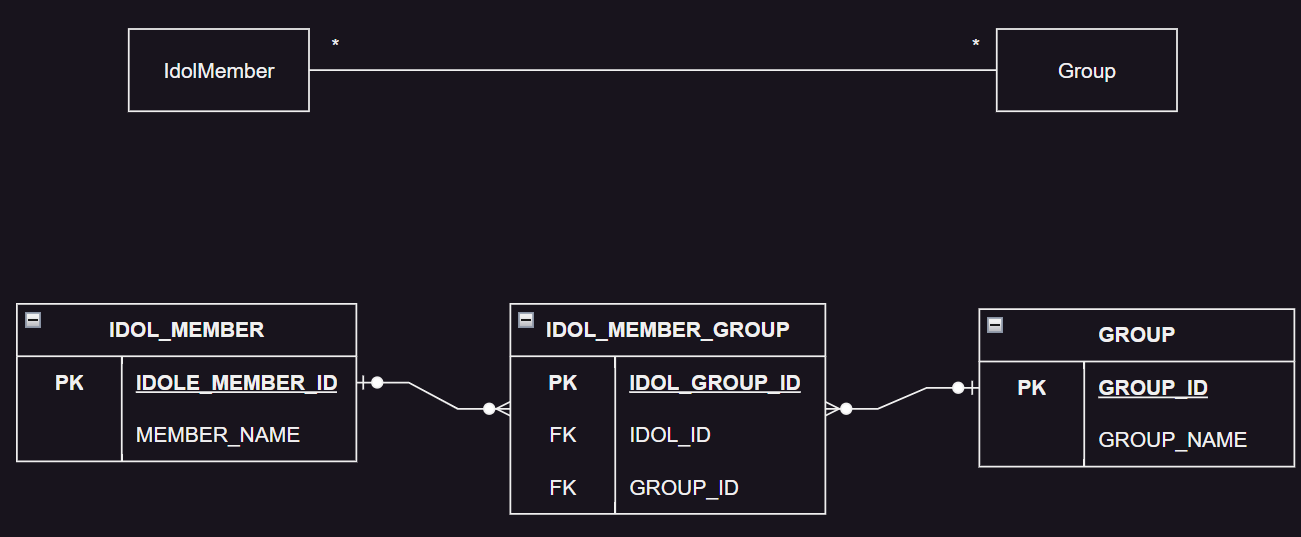 * *
IdolMember Group
IDOL_MEMBER
PK IDOLE_MEMBER_ID
MEMBER_NAME
IDOL_MEMBER_GROUP
PK IDOL_GROUP_ID
FK IDOL_ID
FK GROUP_ID
GROUP
PK GROUP_ID
GROUP_NAME